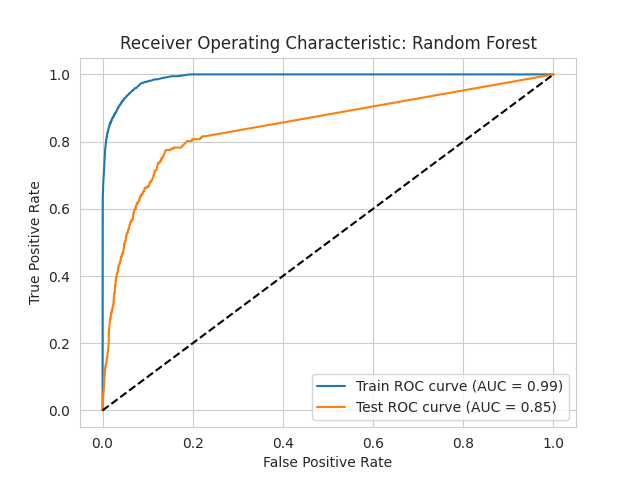 Receiver Operating Characteristic: Random Forest
True Positive Rate
1.0
0.8
0.6
0.4
0.2
0.0
Train ROC curve (AUC = 0.99)
Test ROC curve (AUC = 0.85)
0.0 0.2 0.4 0.6 0.8 1.0
False Positive Rate